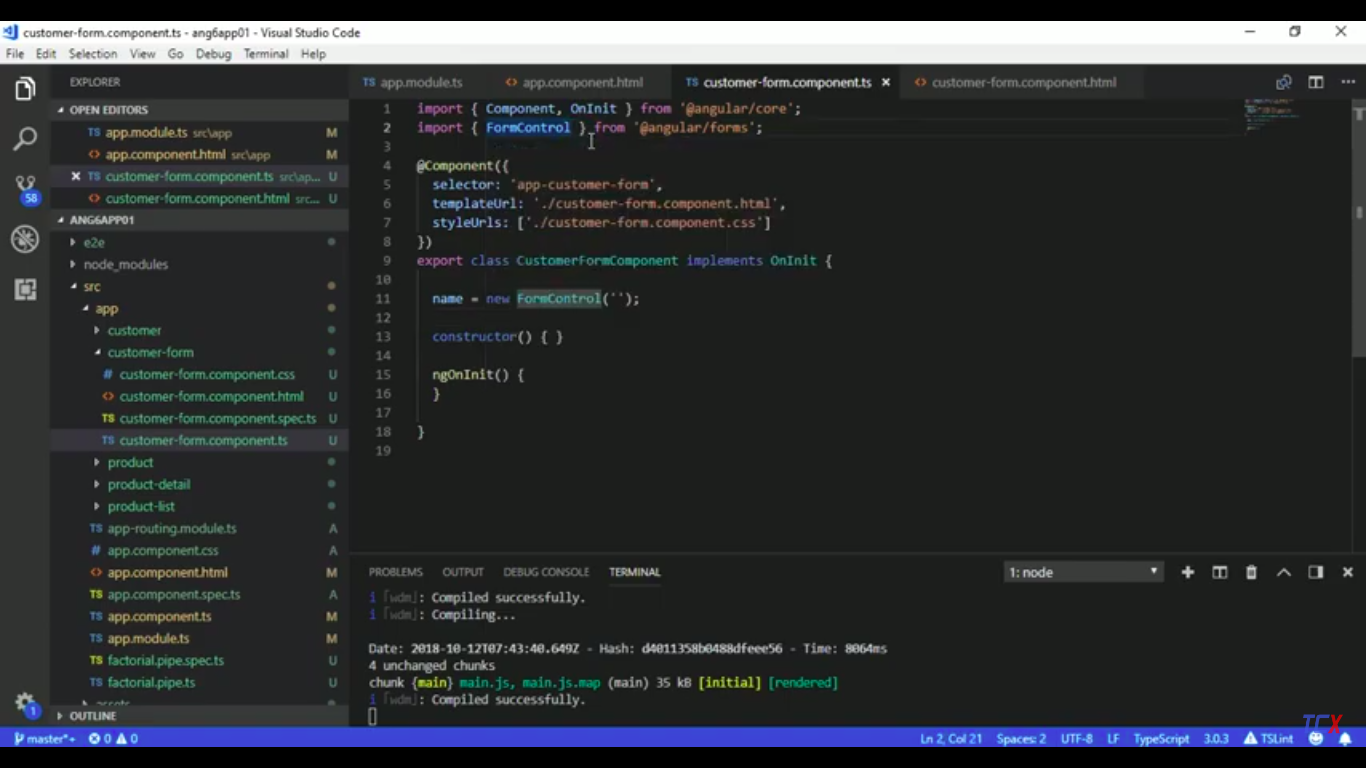 customer-form.component.ts - ang6app01 - Visual Studio Code
File Edit Selection View Go Debug Terminal Help
EXPLORER
OPEN EDITORS
TS app.module.ts src\app M
<> app.component.html src\app M
× TS customer-form.component.ts src\ap... U
<> customer-form.component.html src... U
58
ANG6APP01
e2e
node_modules
src
app
customer
customer-form
# customer-form.component.css U
<> customer-form.component.html U
TS customer-form.component.spec.ts U
TS customer-form.component.ts U
product
product-detail
product-list
TS app-routing.module.ts A
# app.component.css A
<> app.component.html M
TS app.component.spec.ts A
TS app.component.ts M
TS app.module.ts M
TS factorial.pipe.spec.ts U
TS factorial.pipe.ts U
assets
1
OUTLINE
TS app.module.ts <> app.component.html TS customer-form.component.ts × <> customer-form.component.html
1 import { Component, OnInit } from '@angular/core';
2 import { FormControl } from '@angular/forms';
3
4 @Component({
5 selector: 'app-customer-form',
6 templateUrl: './customer-form.component.html',
7 styleUrls: ['./customer-form.component.css']
8 })
9 export class CustomerFormComponent implements OnInit {
10
11 name = new FormControl('');
12
13 constructor() { }
14
15 ngOnInit() {
16 }
17
18 }
19
PROBLEMS OUTPUT DEBUG CONSOLE TERMINAL 1: node
i ｢wdm｣: Compiled successfully.
i ｢wdm｣: Compiling...
Date: 2018-10-12T07:43:40.649Z - Hash: d4011358b0488dfeee56 - Time: 8064ms
4 unchanged chunks
chunk {main} main.js, main.js.map (main) 35 kB [initial] [rendered]
i ｢wdm｣: Compiled successfully.
TCX
master*+ 0 0 Ln 2, Col 21 Spaces: 2 UTF-8 LF TypeScript 3.0.3 TSLint